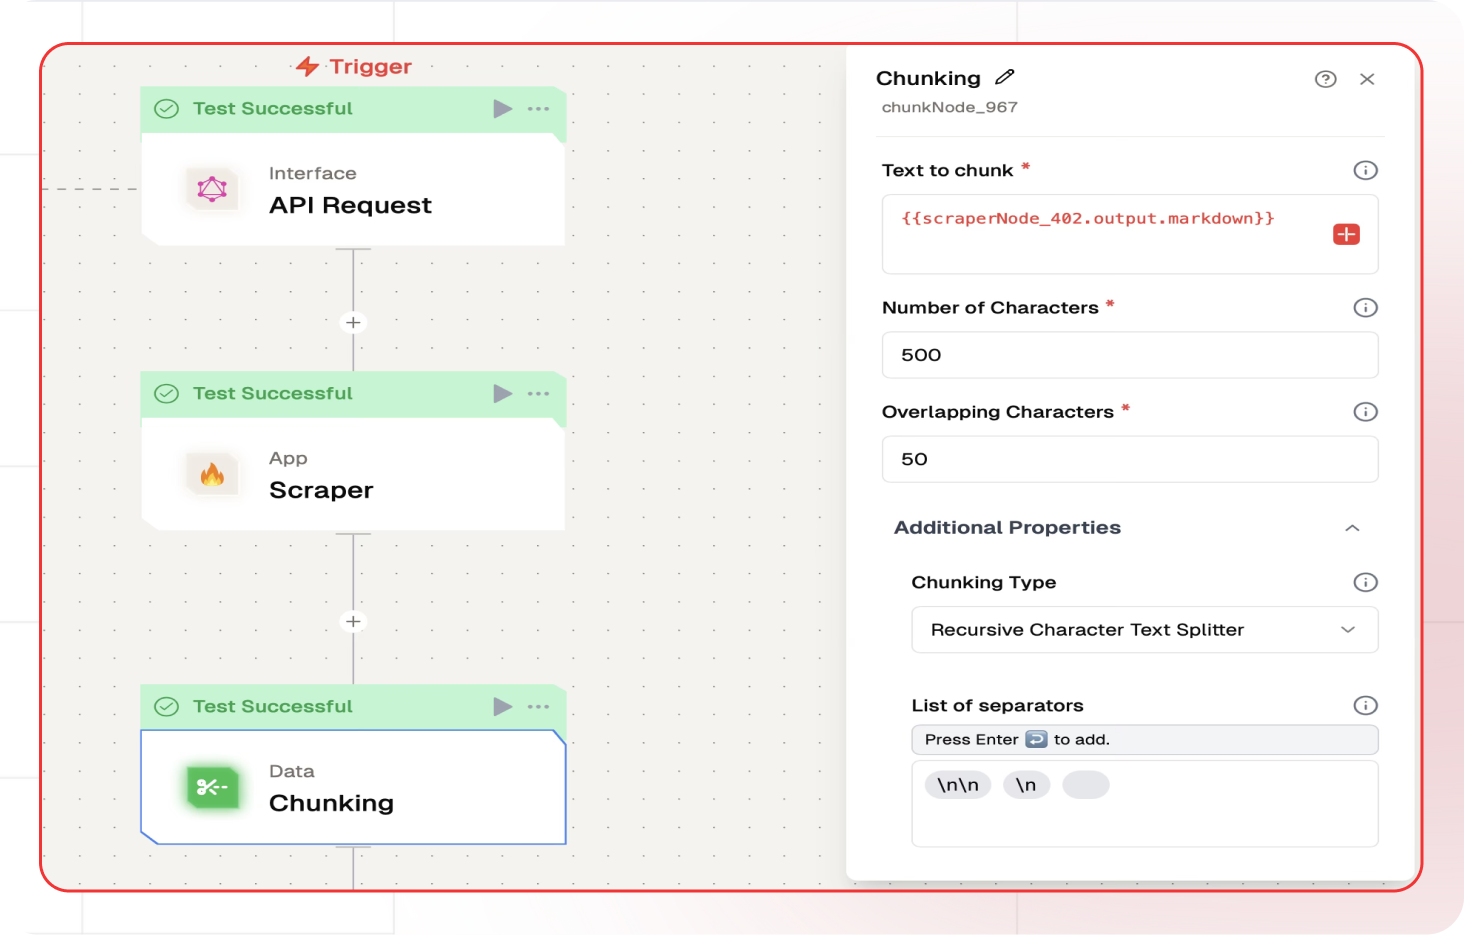 Trigger
Test Successful
Interface
API Request
Test Successful
App
Scraper
Test Successful
Data
Chunking
Chunking
chunkNode_967
Text to chunk *
{{scraperNode_402.output.markdown}}
Number of Characters *
500
Overlapping Characters *
50
Additional Properties
Chunking Type
Recursive Character Text Splitter
List of separators
Press Enter ↩️ to add.
\n\n \n